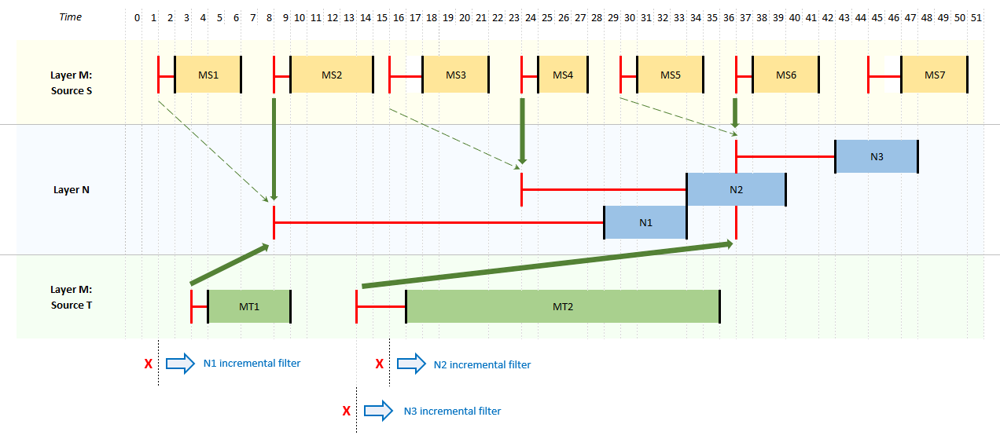 Time 0 1 2 3 4 5 6 7 8 9 10 11 12 13 14 15 16 17 18 19 20 21 22 23 24 25 26 27 28 29 30 31 32 33 34 35 36 37 38 39 40 41 42 43 44 45 46 47 48 49 50 51
Layer M:
Source S
MS1 MS2 MS3 MS4 MS5 MS6 MS7
N3
Layer N
N2
N1
Layer M:
Source T
MT1 MT2
X N1 incremental filter X N2 incremental filter
X N3 incremental filter